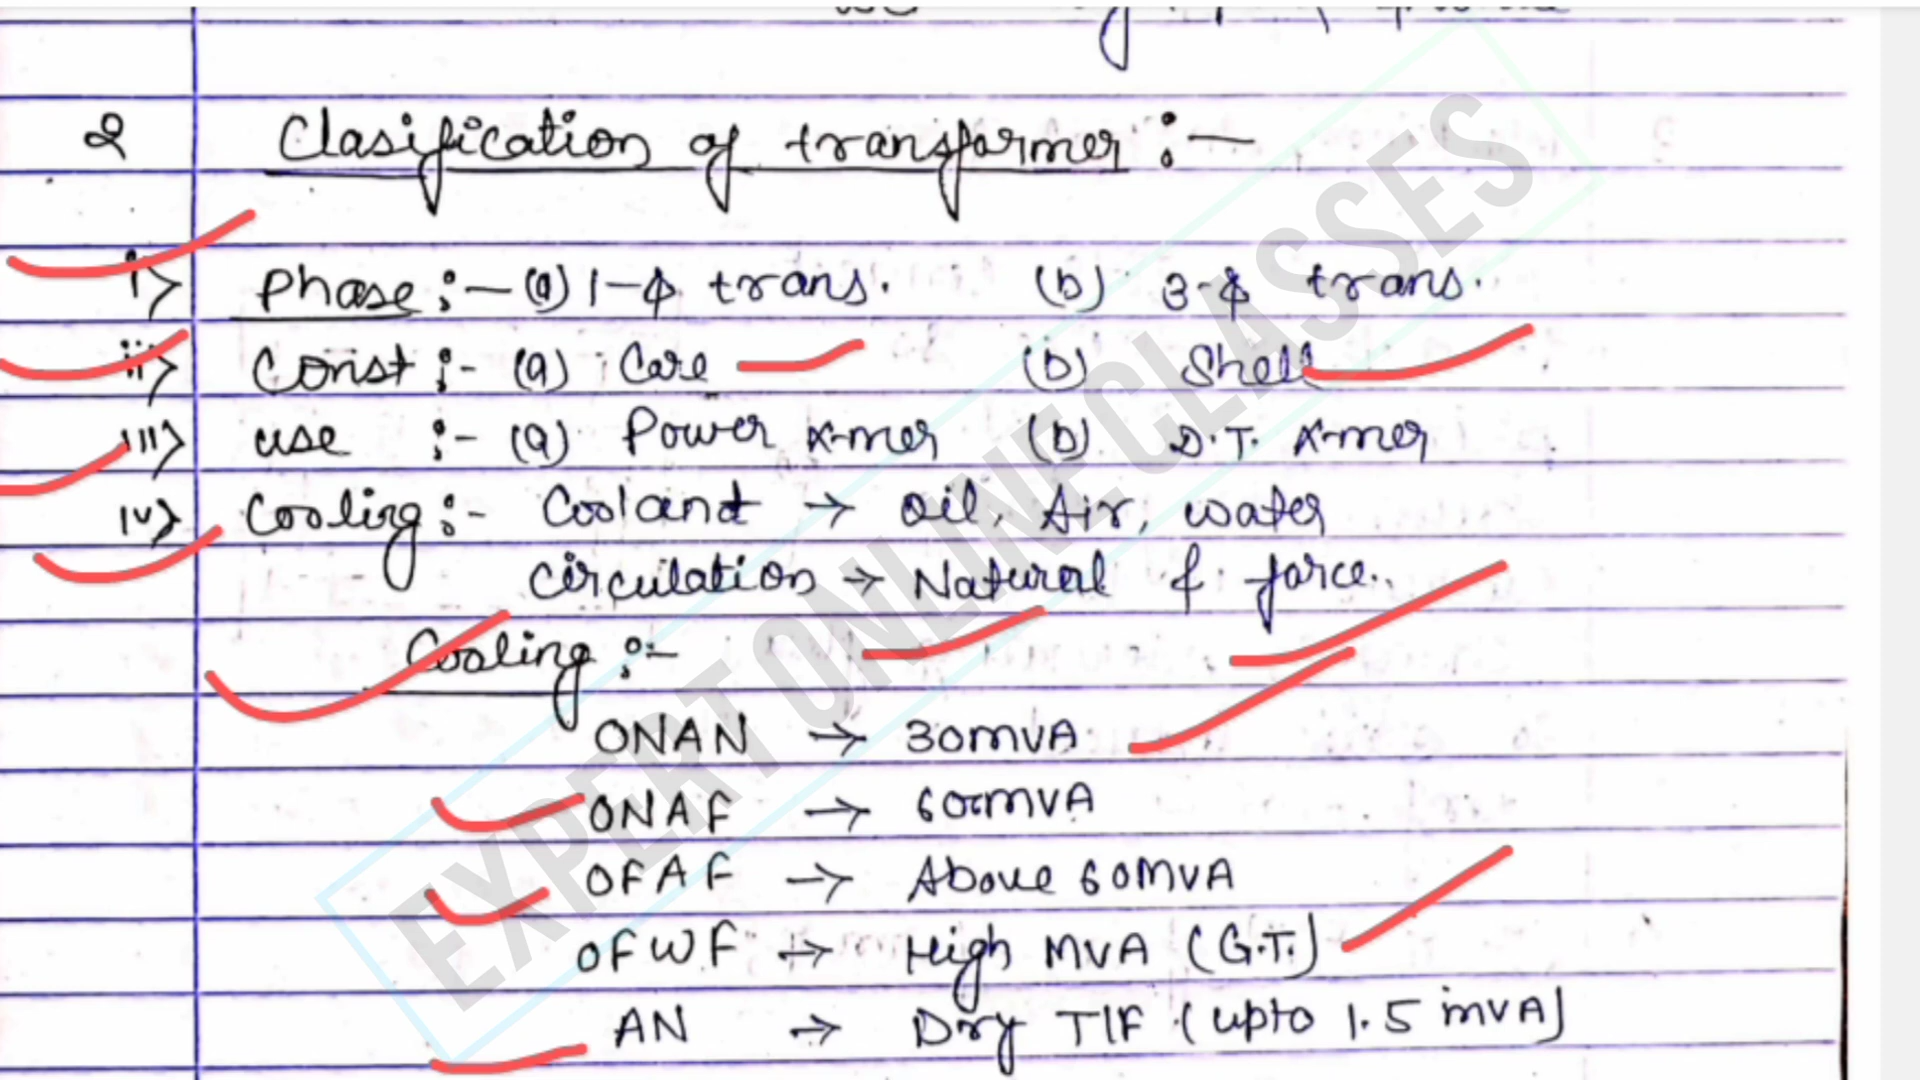 2 Clasification of transformer :-
i> Phase :- (a) 1-ϕ trans. (b) 3-ϕ trans.
ii> Const :- (a) Core (b) Shell
iii> use :- (a) Power x-mer (b) D.T. x-mer
iv> Cooling :- Coolant → oil, Air, water
circulation → Natural & force.
Cooling :-
ONAN → 30MVA
ONAF → 60MVA
OFAF → Above 60MVA
OFWF → High MVA (G.T.)
AN → Dry T/F (upto 1.5 MVA)
EXPERT ONLINE CLASSES